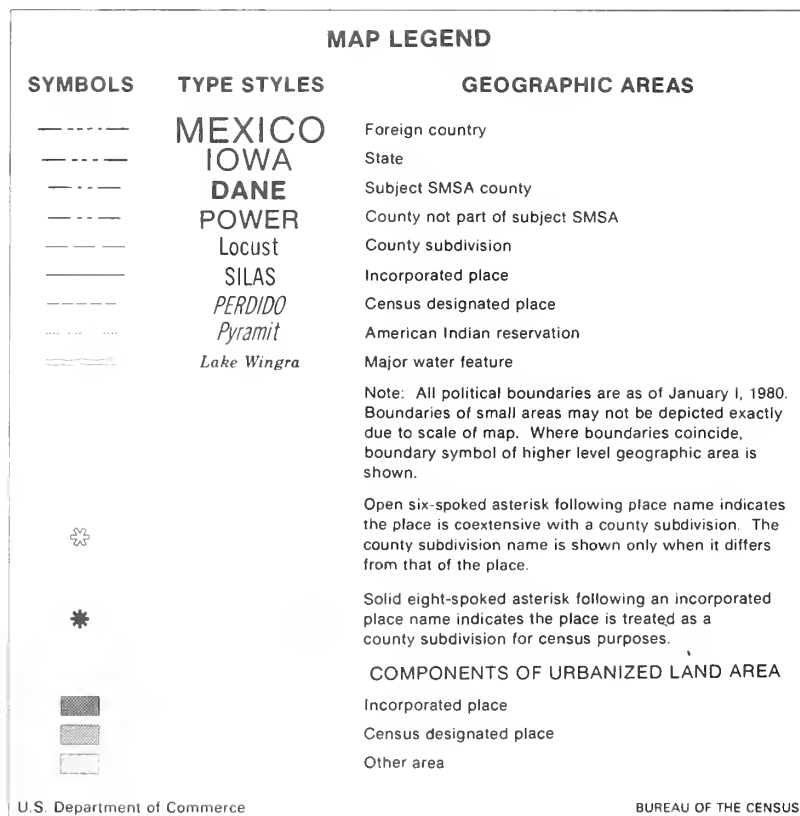 MAP LEGEND
SYMBOLS TYPE STYLES GEOGRAPHIC AREAS
MEXICO Foreign country
IOWA State
DANE Subject SMSA county
POWER County not part of subject SMSA
Locust County subdivision
SILAS Incorporated place
PERDIDO Census designated place
Pyramit American Indian reservation
Lake Wingra Major water feature
Note: All political boundaries are as of January I, 1980.
Boundaries of small areas may not be depicted exactly
due to scale of map. Where boundaries coincide,
boundary symbol of higher level geographic area is
shown.
Open six-spoked asterisk following place name indicates
the place is coextensive with a county subdivision. The
county subdivision name is shown only when it differs
from that of the place.
Solid eight-spoked asterisk following an incorporated
place name indicates the place is treated as a
county subdivision for census purposes.
COMPONENTS OF URBANIZED LAND AREA
Incorporated place
Census designated place
Other area
U.S. Department of Commerce BUREAU OF THE CENSUS